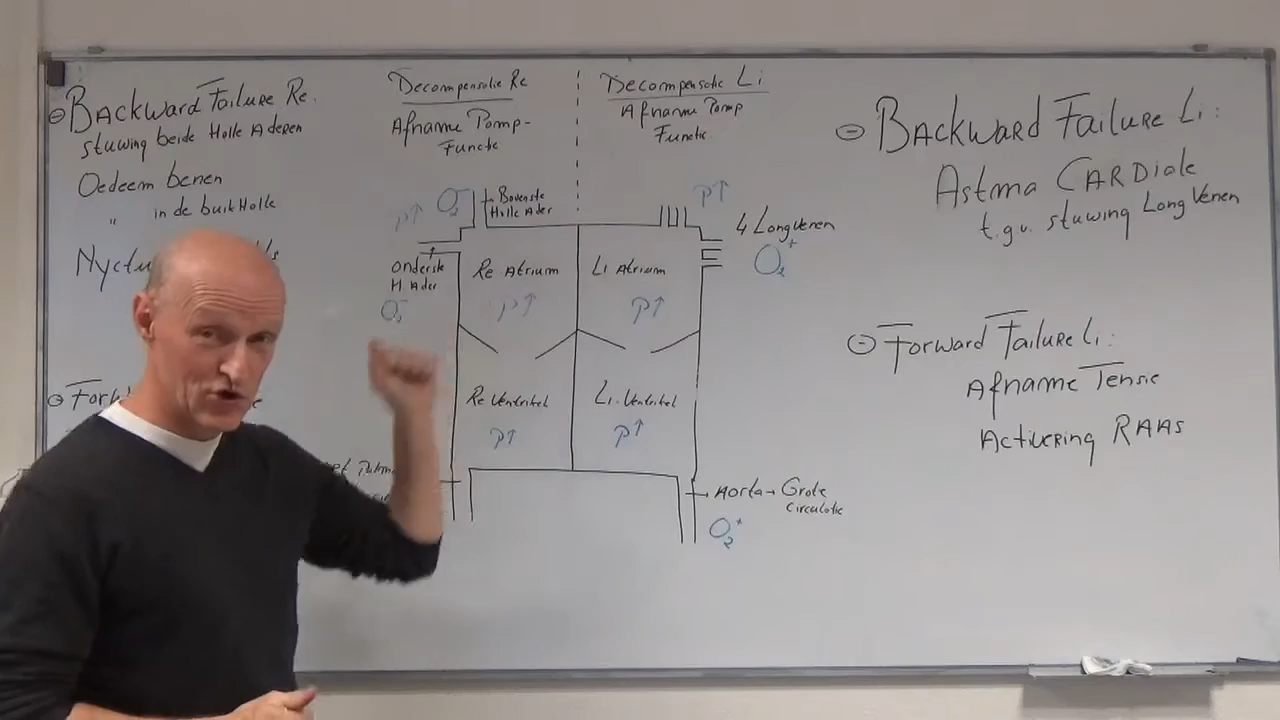 ⊖ Backward Failure Re.
stuwing beide Holle Aderen
Oedeem benen
" in de buikHolle
Decompensatie Re
Afname Pomp-
Functie
Decompensatie Li
Afname Pomp
Functie
P↑
O₂⁻
Bovenste
Holle Ader
P↑
4 LongVenen
O₂⁺
onderste
H Ader
O₂⁻
Re Atrium
P↑
Li Atrium
P↑
Re Ventrikel
P↑
Li. Ventrikel
P↑
Aorta → Grote
Circulatie
O₂⁺
⊖ Backward Failure Li:
Astma CARDiale
t.g.v. stuwing Long Venen
⊖ Forward Failure Li:
Afname Tensie
Activering RAAS